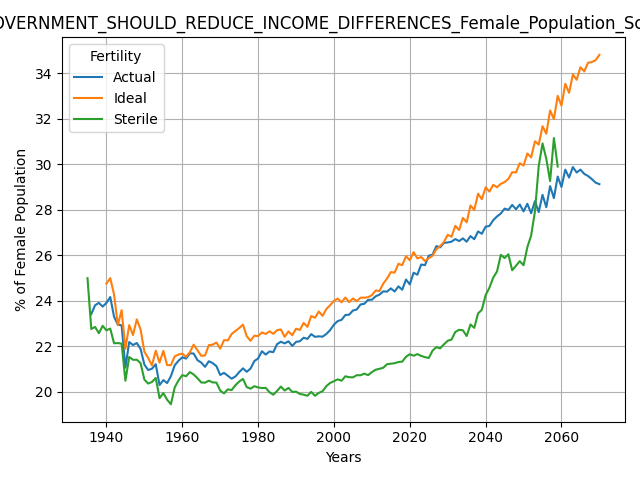 OVERNMENT_SHOULD_REDUCE_INCOME_DIFFERENCES_Female_Population_Sc
Fertility
Actual
Ideal
Sterile
% of Female Population
34
32
30
28
26
24
22
20
1940 1960 1980 2000 2020 2040 2060
Years